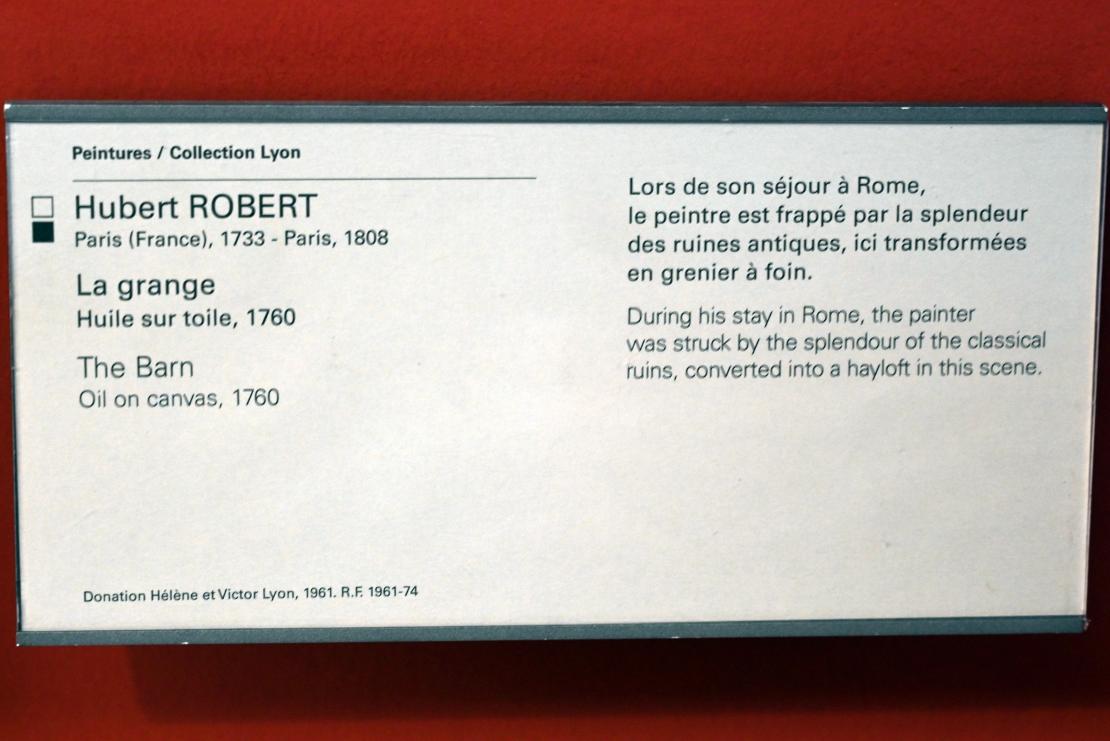 Peintures / Collection Lyon
Hubert ROBERT
Paris (France), 1733 - Paris, 1808
La grange
Huile sur toile, 1760
The Barn
Oil on canvas, 1760
Donation Hélène et Victor Lyon, 1961. R.F. 1961-74
Lors de son séjour à Rome,
le peintre est frappé par la splendeur
des ruines antiques, ici transformées
en grenier à foin.
During his stay in Rome, the painter
was struck by the splendour of the classical
ruins, converted into a hayloft in this scene.